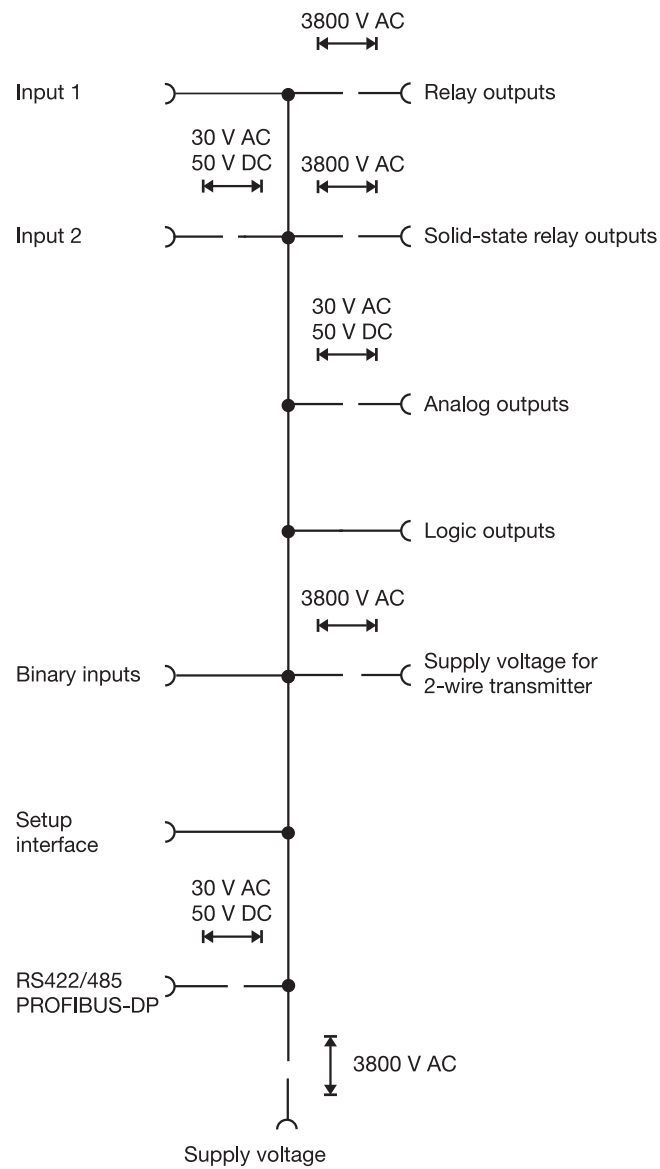 3800 V AC
Input 1
Relay outputs
30 V AC
50 V DC
3800 V AC
Input 2
Solid-state relay outputs
30 V AC
50 V DC
Analog outputs
Logic outputs
3800 V AC
Binary inputs
Supply voltage for
2-wire transmitter
Setup
interface
30 V AC
50 V DC
RS422/485
PROFIBUS-DP
3800 V AC
Supply voltage